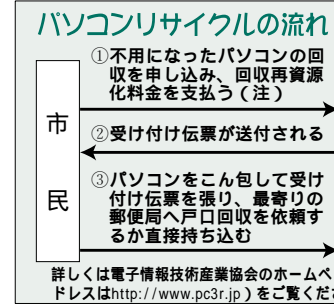 パソコンリサイクルの流れ
①不用になったパソコンの回
収を申し込み、回収再資源
化料金を支払う(注)
市
民
②受け付け伝票が送付される
③パソコンをこん包して受け
付け伝票を張り、最寄りの
郵便局へ戸口回収を依頼す
るか直接持ち込む
詳しくは電子情報技術産業協会のホームペ
ドレスはhttp://www.pc3r.jp)をご覧くだ